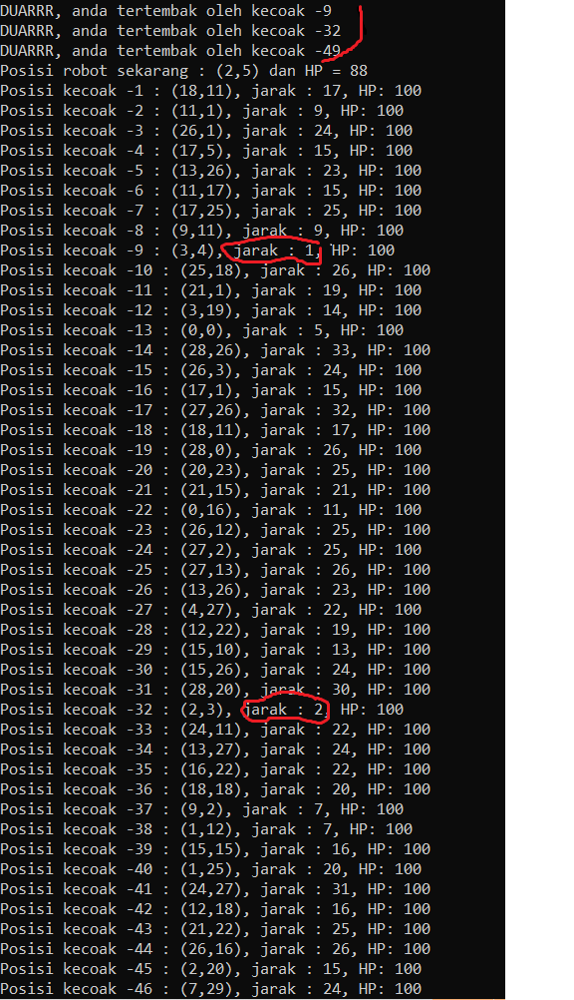 DUARRR, anda tertembak oleh kecoak -9
DUARRR, anda tertembak oleh kecoak -32
DUARRR, anda tertembak oleh kecoak -49
Posisi robot sekarang : (2,5) dan HP = 88
Posisi kecoak -1 : (18,11), jarak : 17, HP: 100
Posisi kecoak -2 : (11,1), jarak : 9, HP: 100
Posisi kecoak -3 : (26,1), jarak : 24, HP: 100
Posisi kecoak -4 : (17,5), jarak : 15, HP: 100
Posisi kecoak -5 : (13,26), jarak : 23, HP: 100
Posisi kecoak -6 : (11,17), jarak : 15, HP: 100
Posisi kecoak -7 : (17,25), jarak : 25, HP: 100
Posisi kecoak -8 : (9,11), jarak : 9, HP: 100
Posisi kecoak -9 : (3,4), jarak : 1, HP: 100
Posisi kecoak -10 : (25,18), jarak : 26, HP: 100
Posisi kecoak -11 : (21,1), jarak : 19, HP: 100
Posisi kecoak -12 : (3,19), jarak : 14, HP: 100
Posisi kecoak -13 : (0,0), jarak : 5, HP: 100
Posisi kecoak -14 : (28,26), jarak : 33, HP: 100
Posisi kecoak -15 : (26,3), jarak : 24, HP: 100
Posisi kecoak -16 : (17,1), jarak : 15, HP: 100
Posisi kecoak -17 : (27,26), jarak : 32, HP: 100
Posisi kecoak -18 : (18,11), jarak : 17, HP: 100
Posisi kecoak -19 : (28,0), jarak : 26, HP: 100
Posisi kecoak -20 : (20,23), jarak : 25, HP: 100
Posisi kecoak -21 : (21,15), jarak : 21, HP: 100
Posisi kecoak -22 : (0,16), jarak : 11, HP: 100
Posisi kecoak -23 : (26,12), jarak : 25, HP: 100
Posisi kecoak -24 : (27,2), jarak : 25, HP: 100
Posisi kecoak -25 : (27,13), jarak : 26, HP: 100
Posisi kecoak -26 : (13,26), jarak : 23, HP: 100
Posisi kecoak -27 : (4,27), jarak : 22, HP: 100
Posisi kecoak -28 : (12,22), jarak : 19, HP: 100
Posisi kecoak -29 : (15,10), jarak : 13, HP: 100
Posisi kecoak -30 : (15,26), jarak : 24, HP: 100
Posisi kecoak -31 : (28,20), jarak : 30, HP: 100
Posisi kecoak -32 : (2,3), jarak : 2, HP: 100
Posisi kecoak -33 : (24,11), jarak : 22, HP: 100
Posisi kecoak -34 : (13,27), jarak : 24, HP: 100
Posisi kecoak -35 : (16,22), jarak : 22, HP: 100
Posisi kecoak -36 : (18,18), jarak : 20, HP: 100
Posisi kecoak -37 : (9,2), jarak : 7, HP: 100
Posisi kecoak -38 : (1,12), jarak : 7, HP: 100
Posisi kecoak -39 : (15,15), jarak : 16, HP: 100
Posisi kecoak -40 : (1,25), jarak : 20, HP: 100
Posisi kecoak -41 : (24,27), jarak : 31, HP: 100
Posisi kecoak -42 : (12,18), jarak : 16, HP: 100
Posisi kecoak -43 : (21,22), jarak : 25, HP: 100
Posisi kecoak -44 : (26,16), jarak : 26, HP: 100
Posisi kecoak -45 : (2,20), jarak : 15, HP: 100
Posisi kecoak -46 : (7,29), jarak : 24, HP: 100